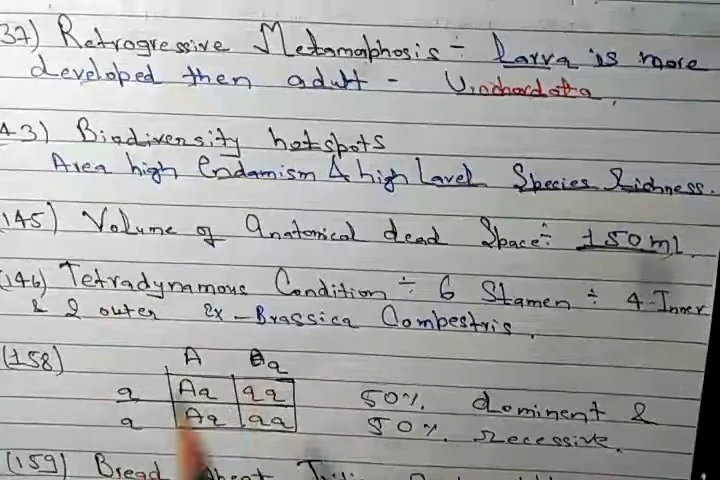 37) Retrogressive Metamaphosis ÷ Larva is more
developed then adult - Urochordata.
43) Biodiversity hotspots
Area high Endamism & high Lavel Species Richness.
(145) Volume of Anatomical dead Space ÷ 150 ml.
(146) Tetradynamous Condition ÷ 6 Stamen ÷ 4-Inner
& 2 outer Ex - Brassica Compestris.
(158) A a
a Aa aa 50% dominent &
a Aa aa 50% recessive.
(159) Bread